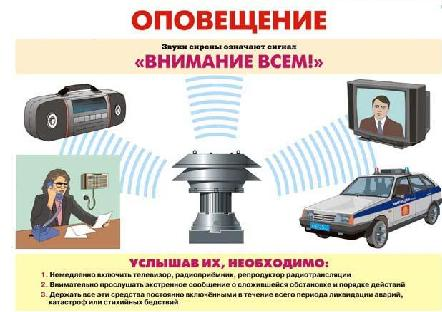 ОПОВЕЩЕНИЕ
Звуки сирены означают сигнал
«ВНИМАНИЕ ВСЕМ!»
УСЛЫШАВ ИХ, НЕОБХОДИМО:
1. Немедленно включить телевизор, радиоприёмник, репродуктор радиотрансляции
2. Внимательно прослушать экстренное сообщение о сложившейся обстановке и порядке действий
3. Держать все эти средства постоянно включёнными в течение всего периода ликвидации аварий,
катастроф или стихийных бедствий